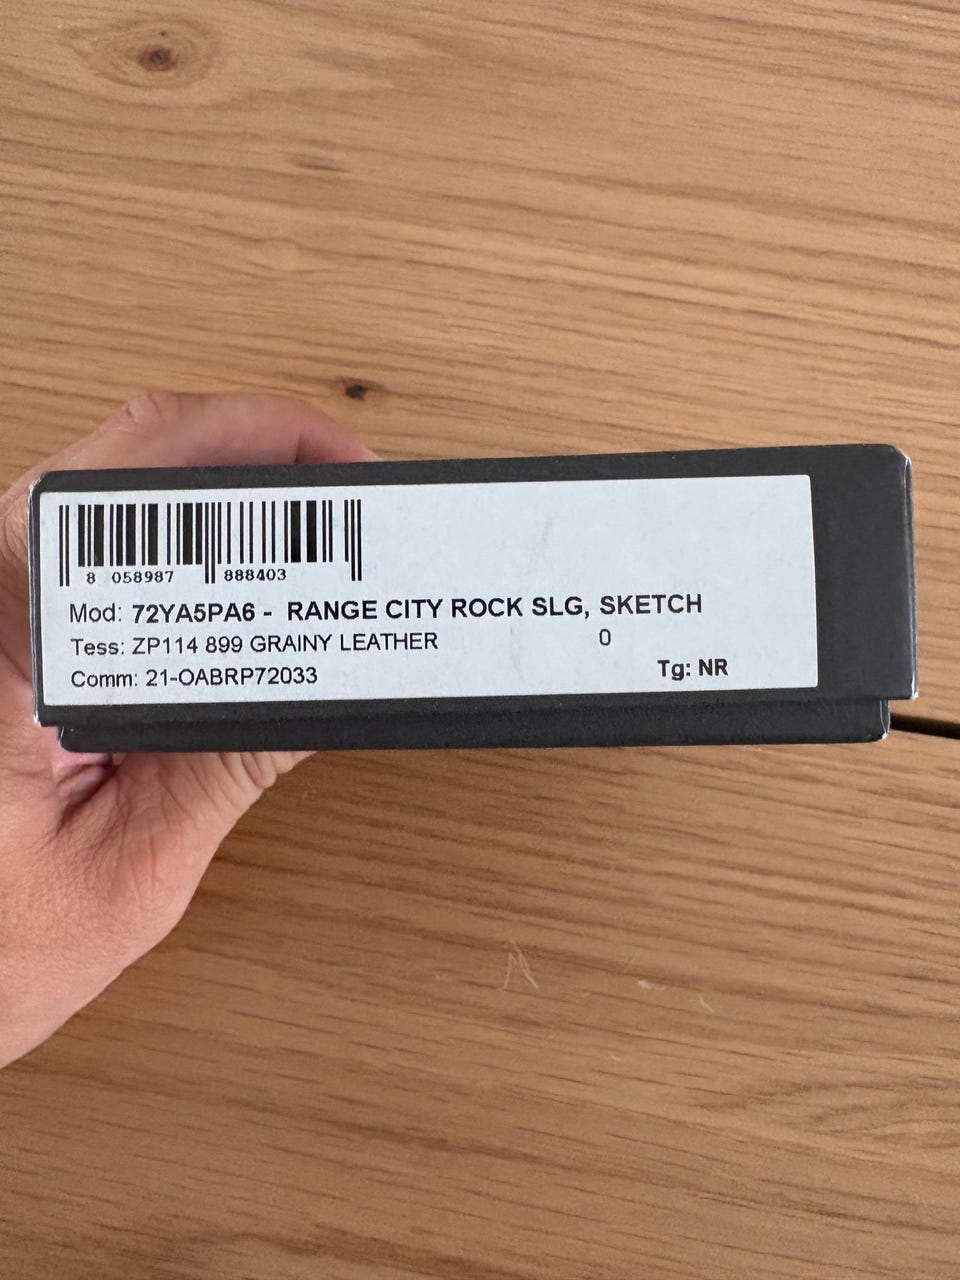 8 058987 888403
Mod: 72YA5PA6 - RANGE CITY ROCK SLG, SKETCH
Tess: ZP114 899 GRAINY LEATHER 0
Comm: 21-OABRP72033 Tg: NR